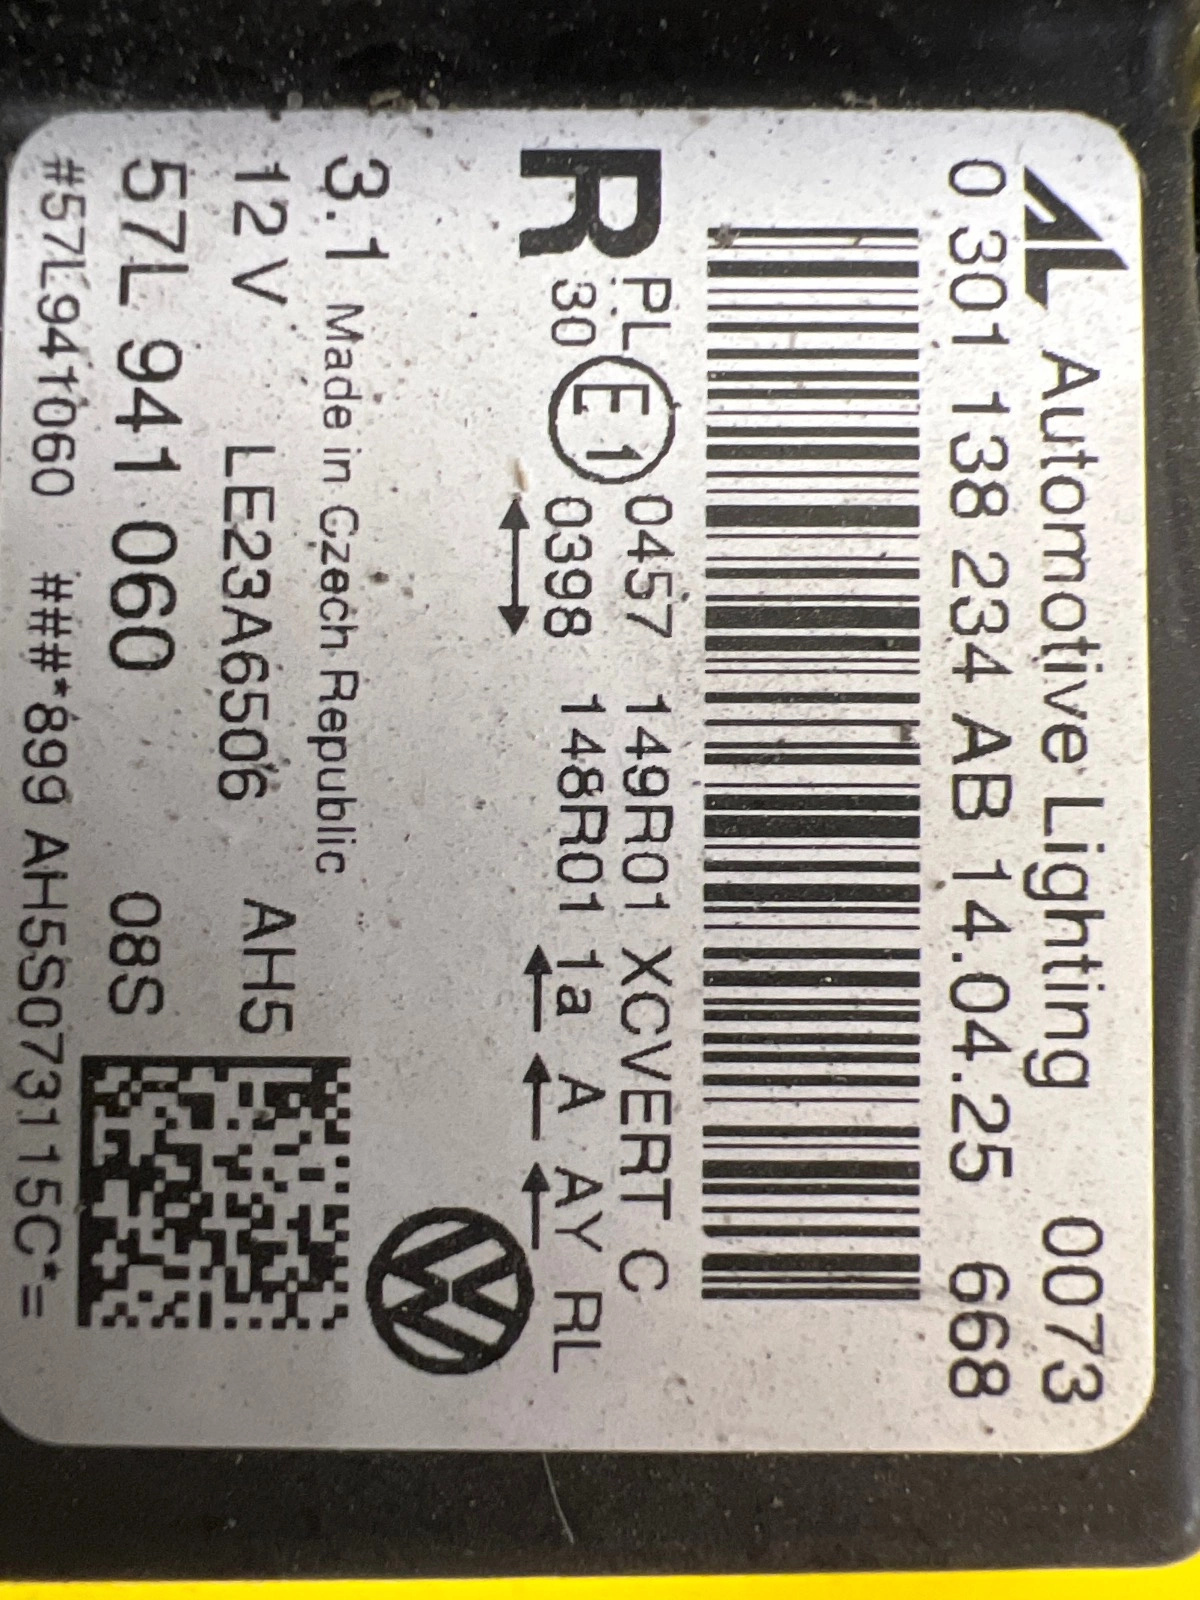 AL Automotive Lighting 0073
0 301 138 234 AB 14.04.25 668
R PL E1 0457 149R01 XCVERT C
30 0398 148R01 1a A AY RL
3.1 Made in Czech Republic
12 V LE23A6506 AH5
57L 941 060 08S
#57L941060 ###*899 AH5S073115C*=